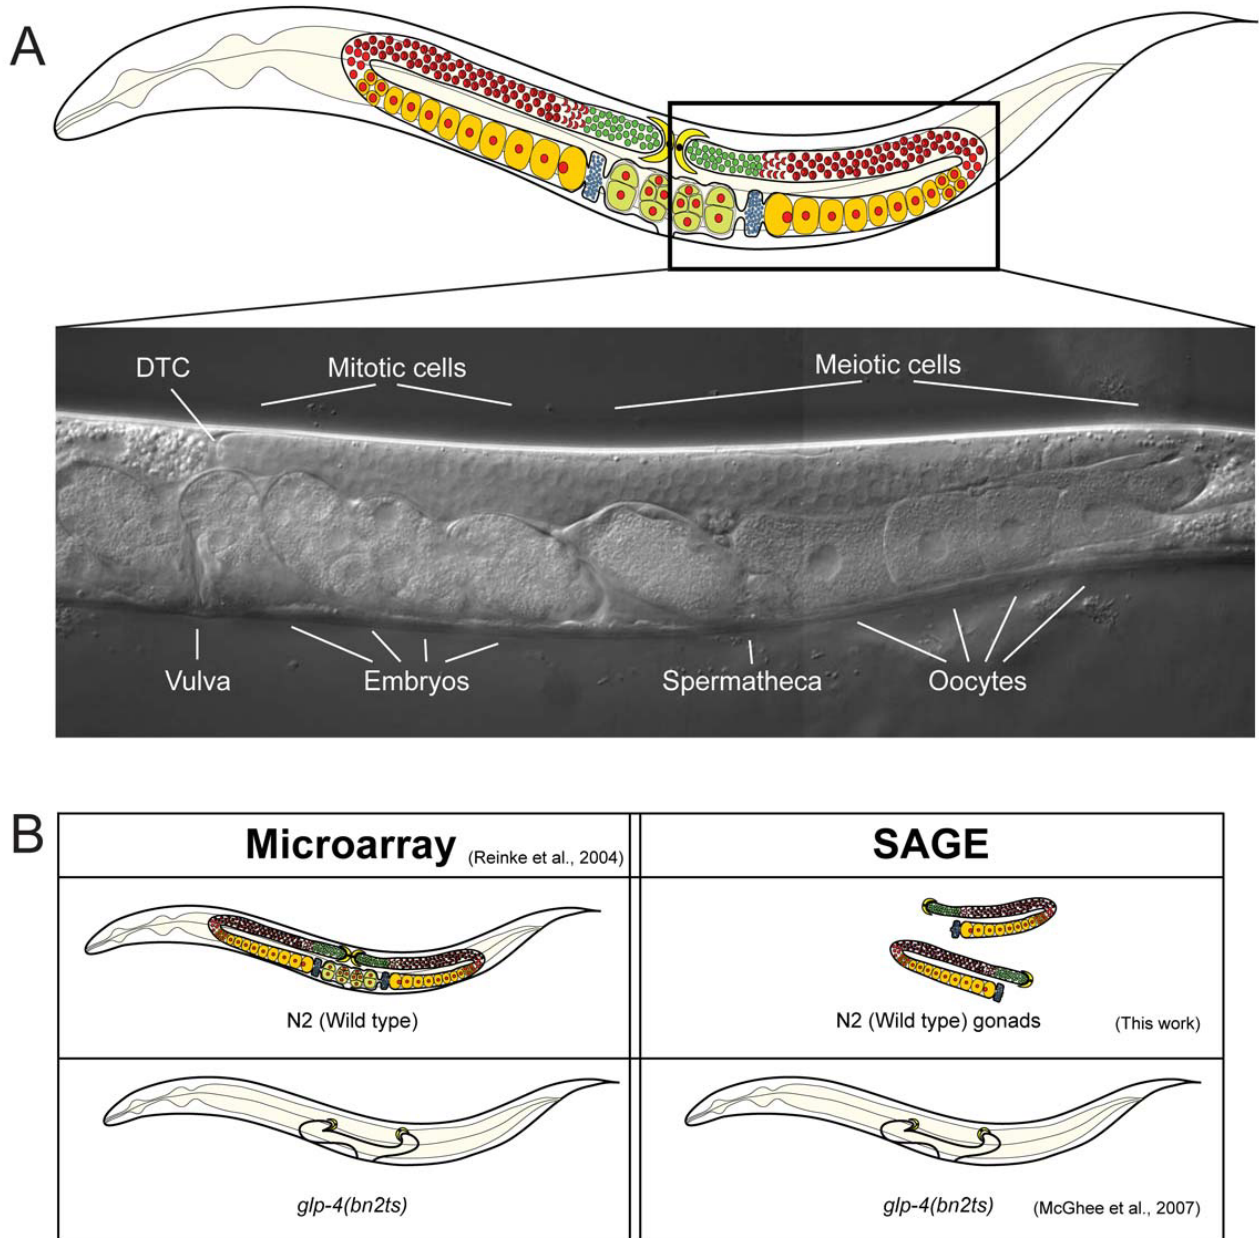 A
DTC
Mitotic cells
Meiotic cells
Vulva
Embryos
Spermatheca
Oocytes
B
Microarray (Reinke et al., 2004)
SAGE
N2 (Wild type)
N2 (Wild type) gonads (This work)
glp-4(bn2ts)
glp-4(bn2ts) (McGhee et al., 2007)